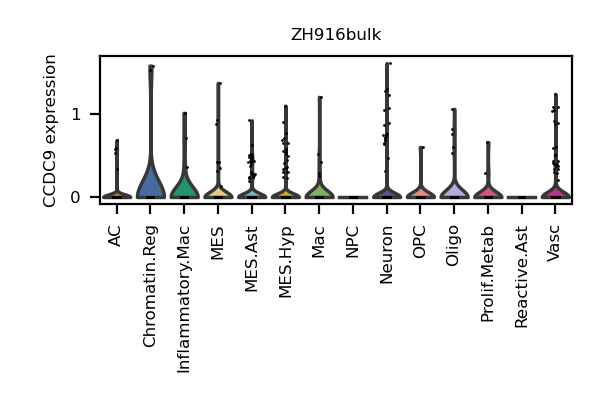 ZH916bulk
CCDC9 expression
1
0
AC
Chromatin.Reg
Inflammatory.Mac
MES
MES.Ast
MES.Hyp
Mac
NPC
Neuron
OPC
Oligo
Prolif.Metab
Reactive.Ast
Vasc